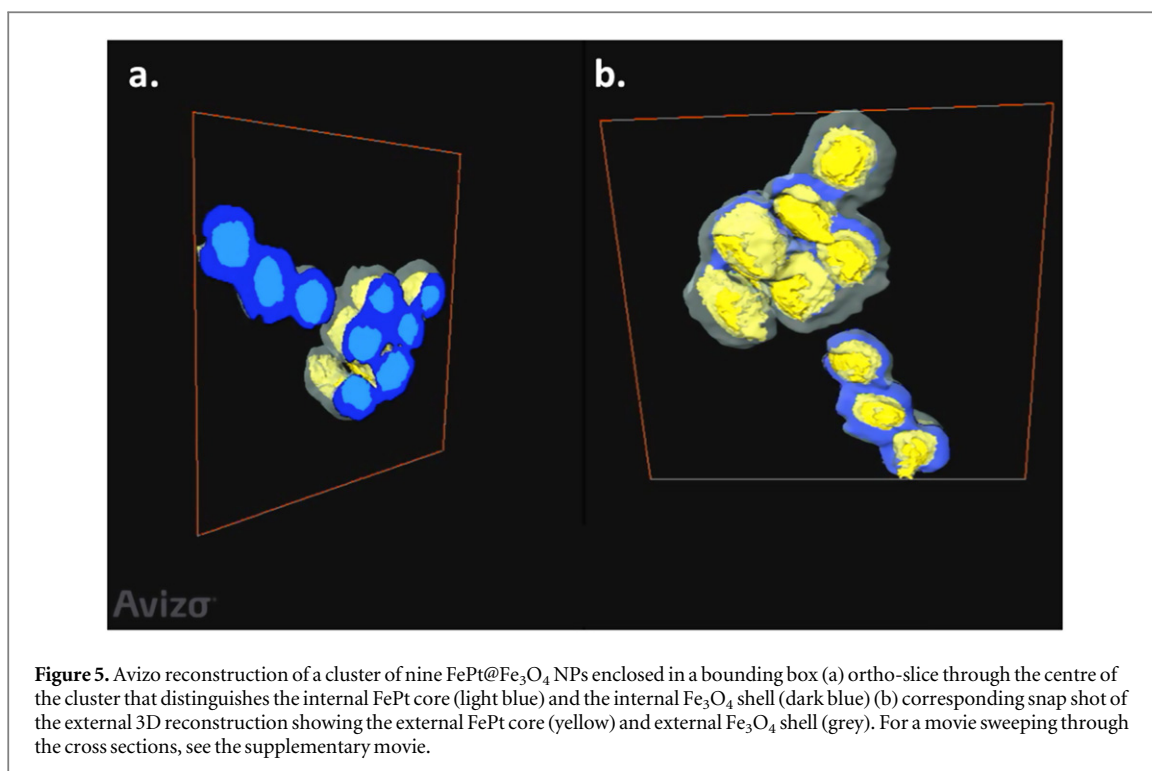 a.
b.
Avizo
Figure 5. Avizo reconstruction of a cluster of nine FePt@Fe₃O₄ NPs enclosed in a bounding box (a) ortho-slice through the centre of
the cluster that distinguishes the internal FePt core (light blue) and the internal Fe₃O₄ shell (dark blue) (b) corresponding snap shot of
the external 3D reconstruction showing the external FePt core (yellow) and external Fe₃O₄ shell (grey). For a movie sweeping through
the cross sections, see the supplementary movie.